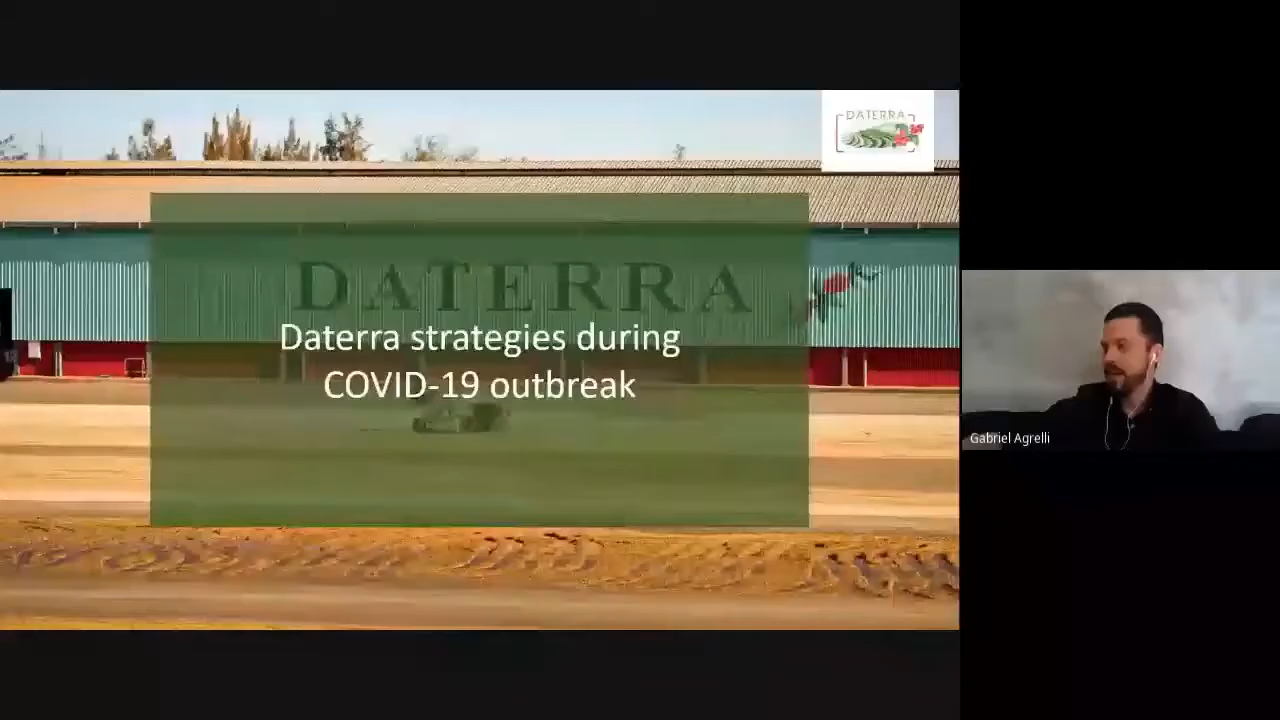 DATERRA
DATERRA
Daterra strategies during
COVID-19 outbreak
Gabriel Agrelli